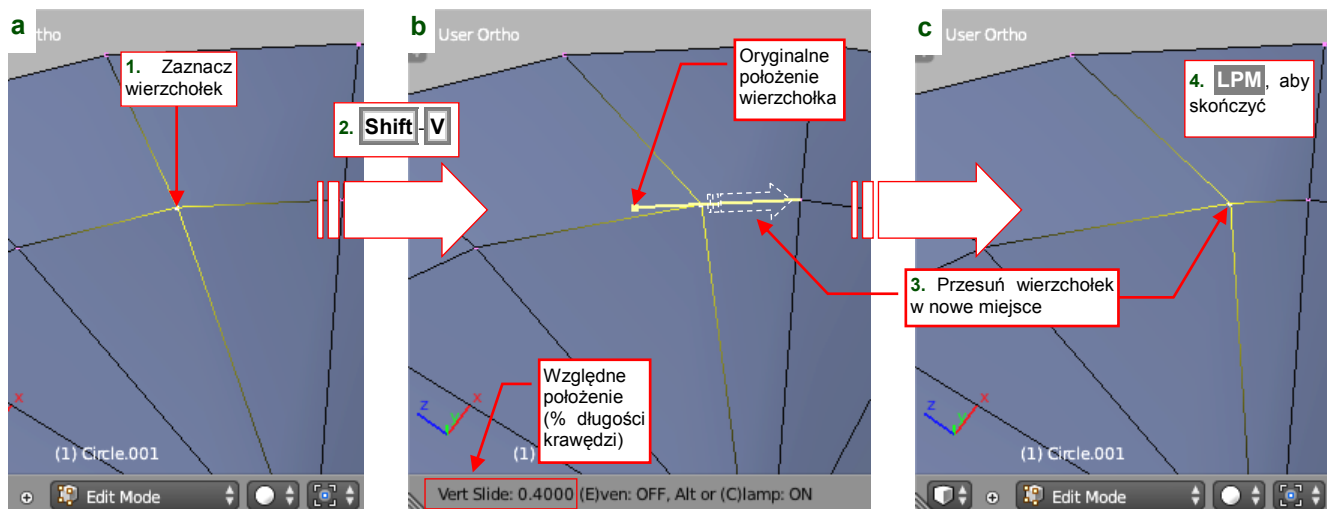 a
tho
1. Zaznacz
wierzchołek
x
(1) Circle.001
Edit Mode
2. Shift-V
b
User Ortho
Oryginalne
położenie
wierzchołka
Względne
położenie
(% długości
krawędzi)
z
y
x
(1)
Vert Slide: 0.4000 (E)ven: OFF, Alt or (C)lamp: ON
3. Przesuń wierzchołek
w nowe miejsce
c
User Ortho
4. LPM, aby
skończyć
z
y
x
(1) Circle.001
Edit Mode